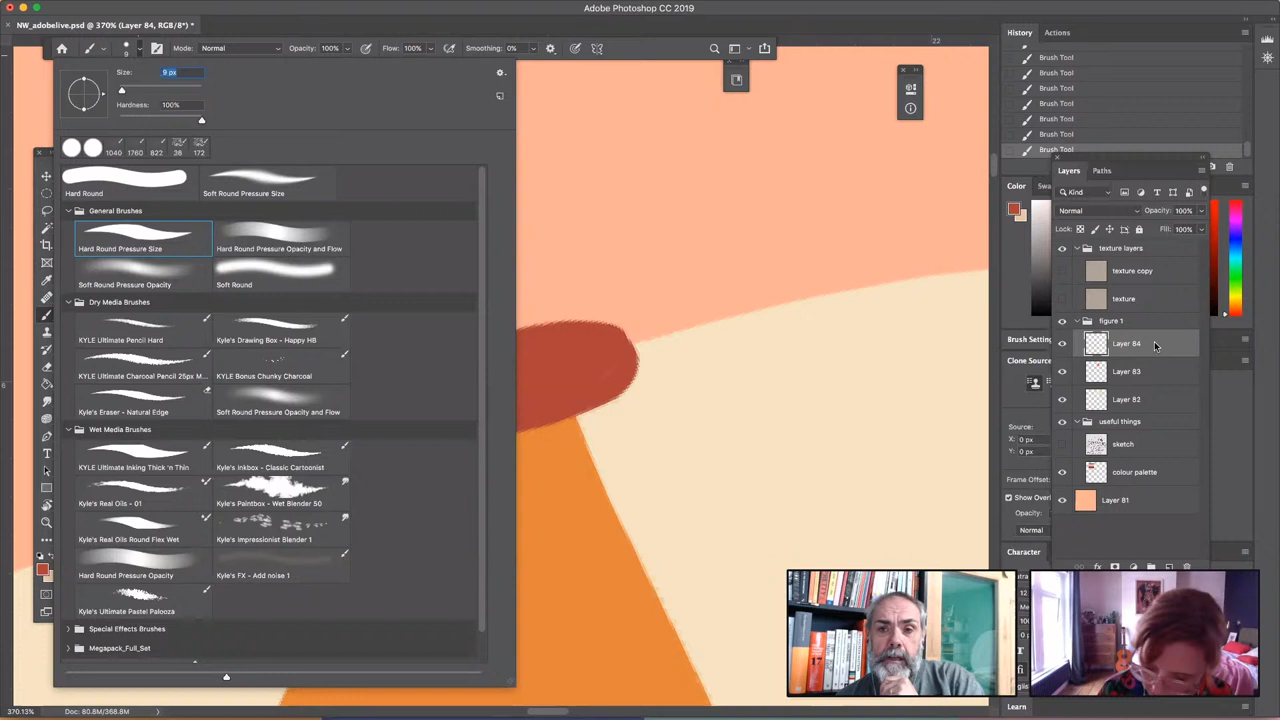 Adobe Photoshop CC 2019
NW_adobelive.psd @ 370% (Layer 84, RGB/8*) *
9
Mode: Normal
Opacity: 100%
Flow: 100%
Smoothing: 0%
22
Size: 9 px
Hardness: 100%
1040 1760 822 36 172
Hard Round
Soft Round Pressure Size
General Brushes
Hard Round Pressure Size
Hard Round Pressure Opacity and Flow
Soft Round Pressure Opacity
Soft Round
Dry Media Brushes
KYLE Ultimate Pencil Hard
Kyle's Drawing Box - Happy HB
KYLE Ultimate Charcoal Pencil 25px M...
KYLE Bonus Chunky Charcoal
Kyle's Eraser - Natural Edge
Soft Round Pressure Opacity and Flow
Wet Media Brushes
KYLE Ultimate Inking Thick 'n Thin
Kyle's Inkbox - Classic Cartoonist
Kyle's Real Oils - 01
Kyle's Paintbox - Wet Blender 50
Kyle's Real Oils Round Flex Wet
Kyle's Impressionist Blender 1
Hard Round Pressure Opacity
Kyle's FX - Add noise 1
Kyle's Ultimate Pastel Palooza
Special Effects Brushes
Megapack_Full_Set
History Actions
Brush Tool
Brush Tool
Brush Tool
Brush Tool
Brush Tool
Brush Tool
Brush Tool
Color
Layers Paths
Kind
Normal
Opacity: 100%
Lock:
Fill: 100%
texture layers
texture copy
texture
figure 1
Layer 84
Layer 83
Layer 82
useful things
sketch
colour palette
Layer 81
Clone Source
Source:
X: 0 px
Y: 0 px
Frame Offset
Opacity:
Normal
Character
17
Learn
370.13%
Doc: 80.8M/368.8M